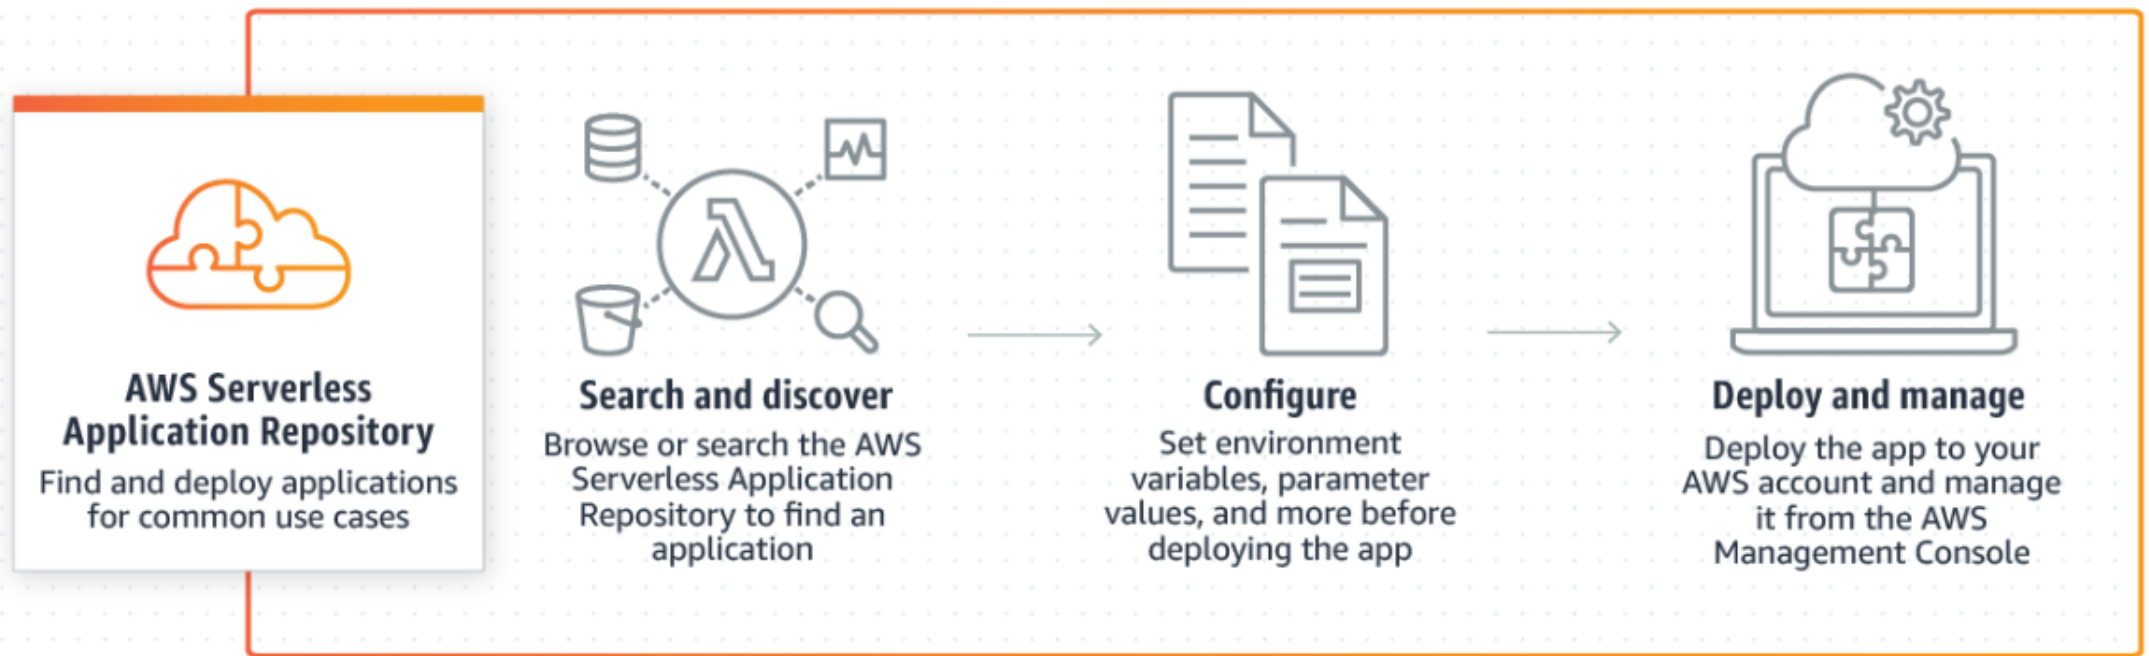 AWS Serverless
Application Repository
Find and deploy applications
for common use cases
Search and discover
Browse or search the AWS
Serverless Application
Repository to find an
application
Configure
Set environment
variables, parameter
values, and more before
deploying the app
Deploy and manage
Deploy the app to your
AWS account and manage
it from the AWS
Management Console